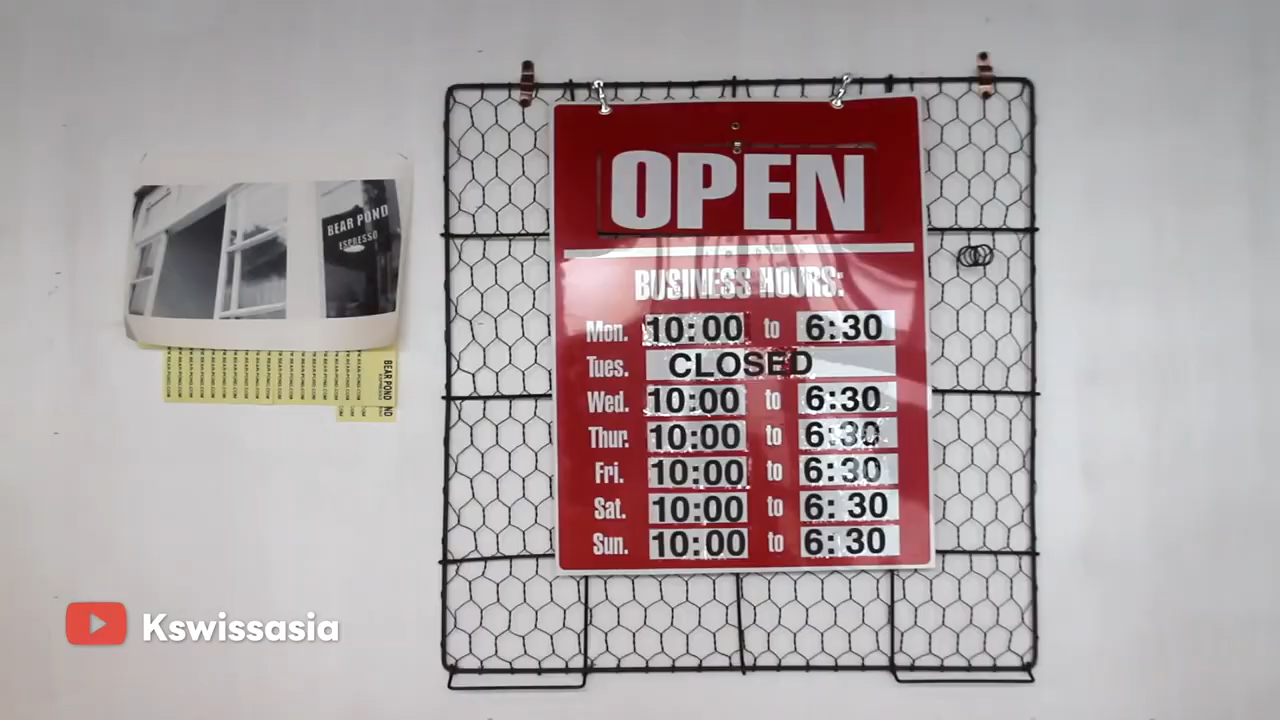 BEAR POND
ESPRESSO
BEAR POND
OPEN
BUSINESS HOURS:
Mon. 10:00 to 6:30
Tues. CLOSED
Wed. 10:00 to 6:30
Thur. 10:00 to 6:30
Fri. 10:00 to 6:30
Sat. 10:00 to 6:30
Sun. 10:00 to 6:30
Kswissasia